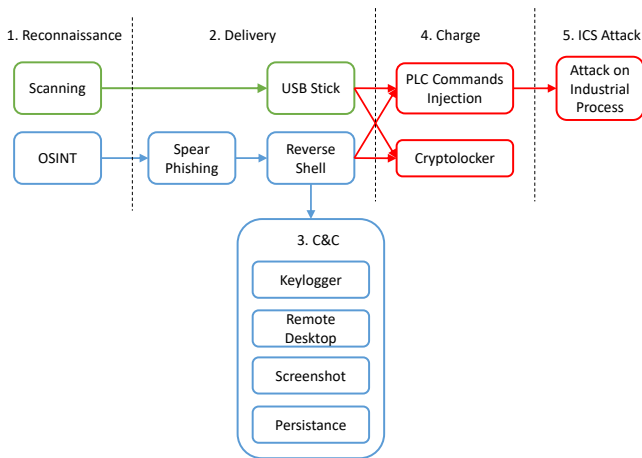 1. Reconnaissance
2. Delivery
4. Charge
5. ICS Attack
Scanning
USB Stick
PLC Commands
Injection
Attack on
Industrial
Process
OSINT
Spear
Phishing
Reverse
Shell
Cryptolocker
3. C&C
Keylogger
Remote
Desktop
Screenshot
Persistance